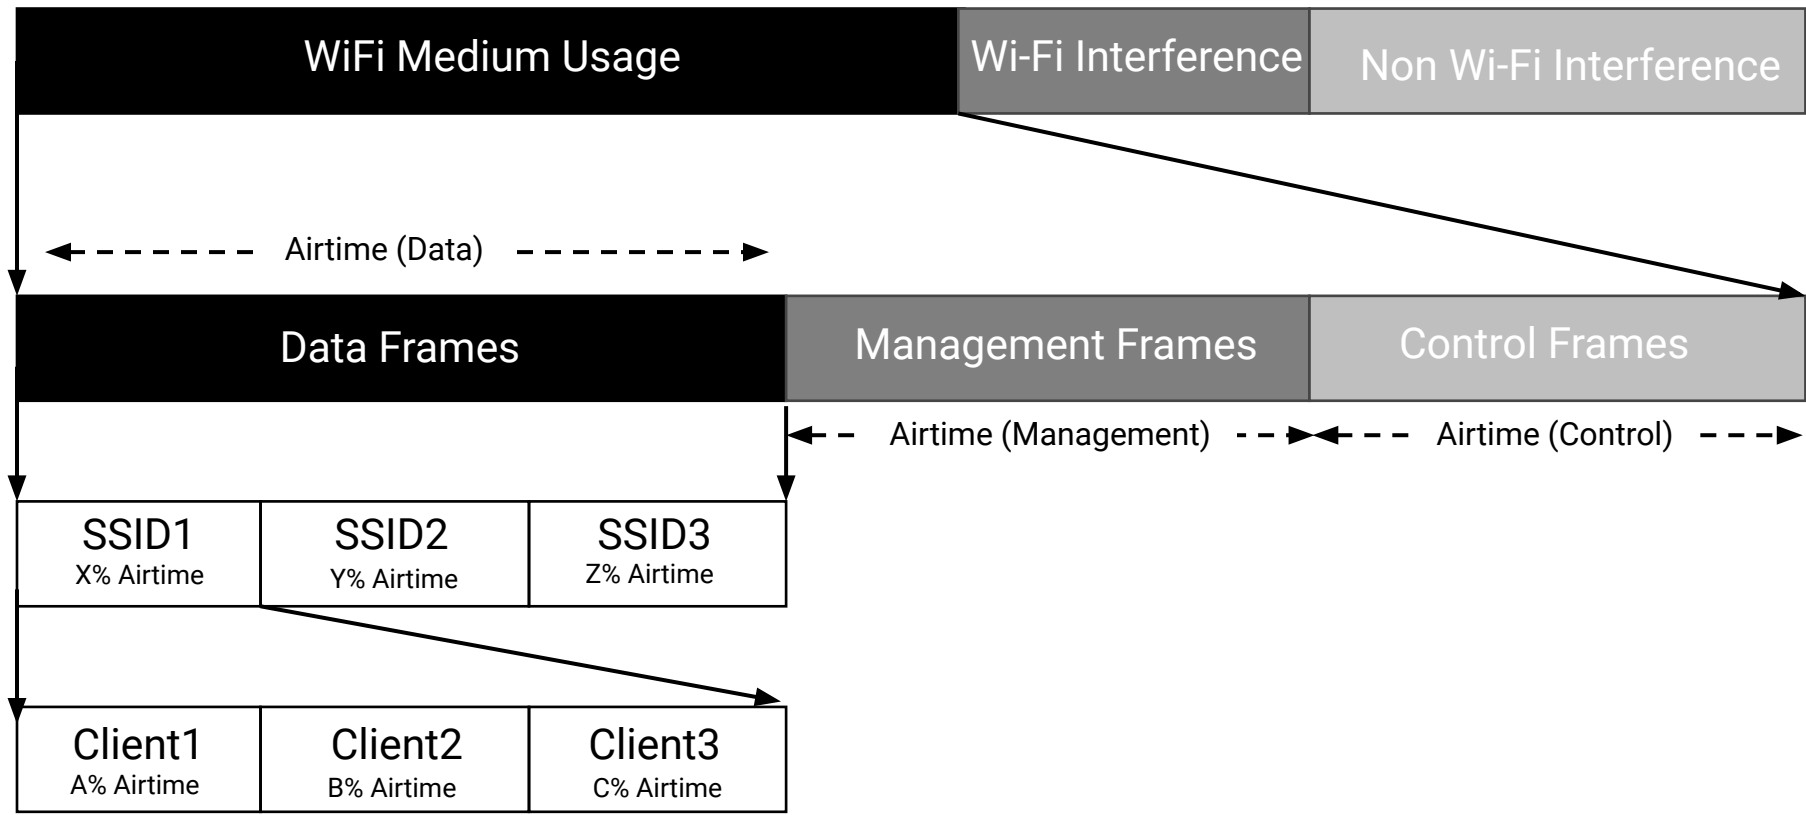 WiFi Medium Usage
Wi-Fi Interference
Non Wi-Fi Interference
Airtime (Data)
Data Frames
Management Frames
Control Frames
Airtime (Management)
Airtime (Control)
SSID1
X% Airtime
SSID2
Y% Airtime
SSID3
Z% Airtime
Client1
A% Airtime
Client2
B% Airtime
Client3
C% Airtime